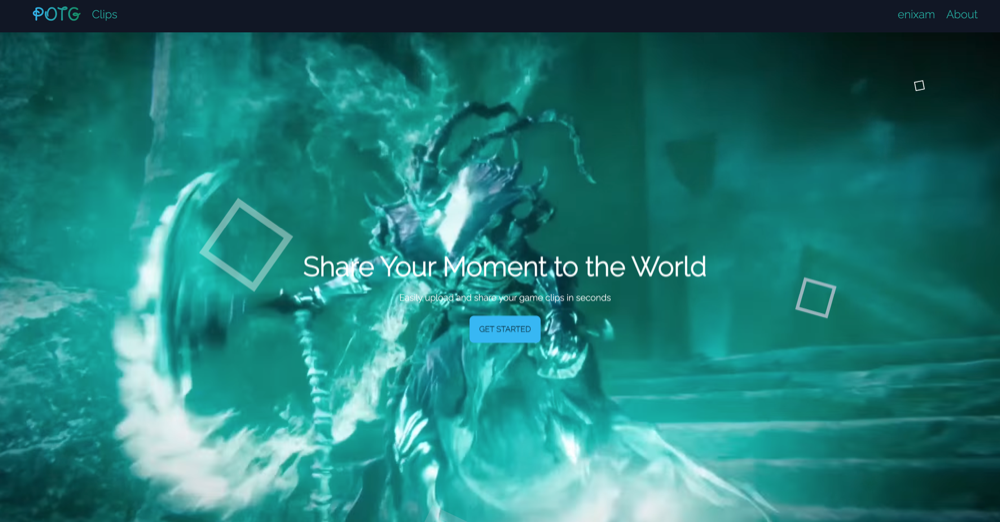 POTG Clips enixam About
Share Your Moment to the World
Easily upload and share your game clips in seconds
GET STARTED